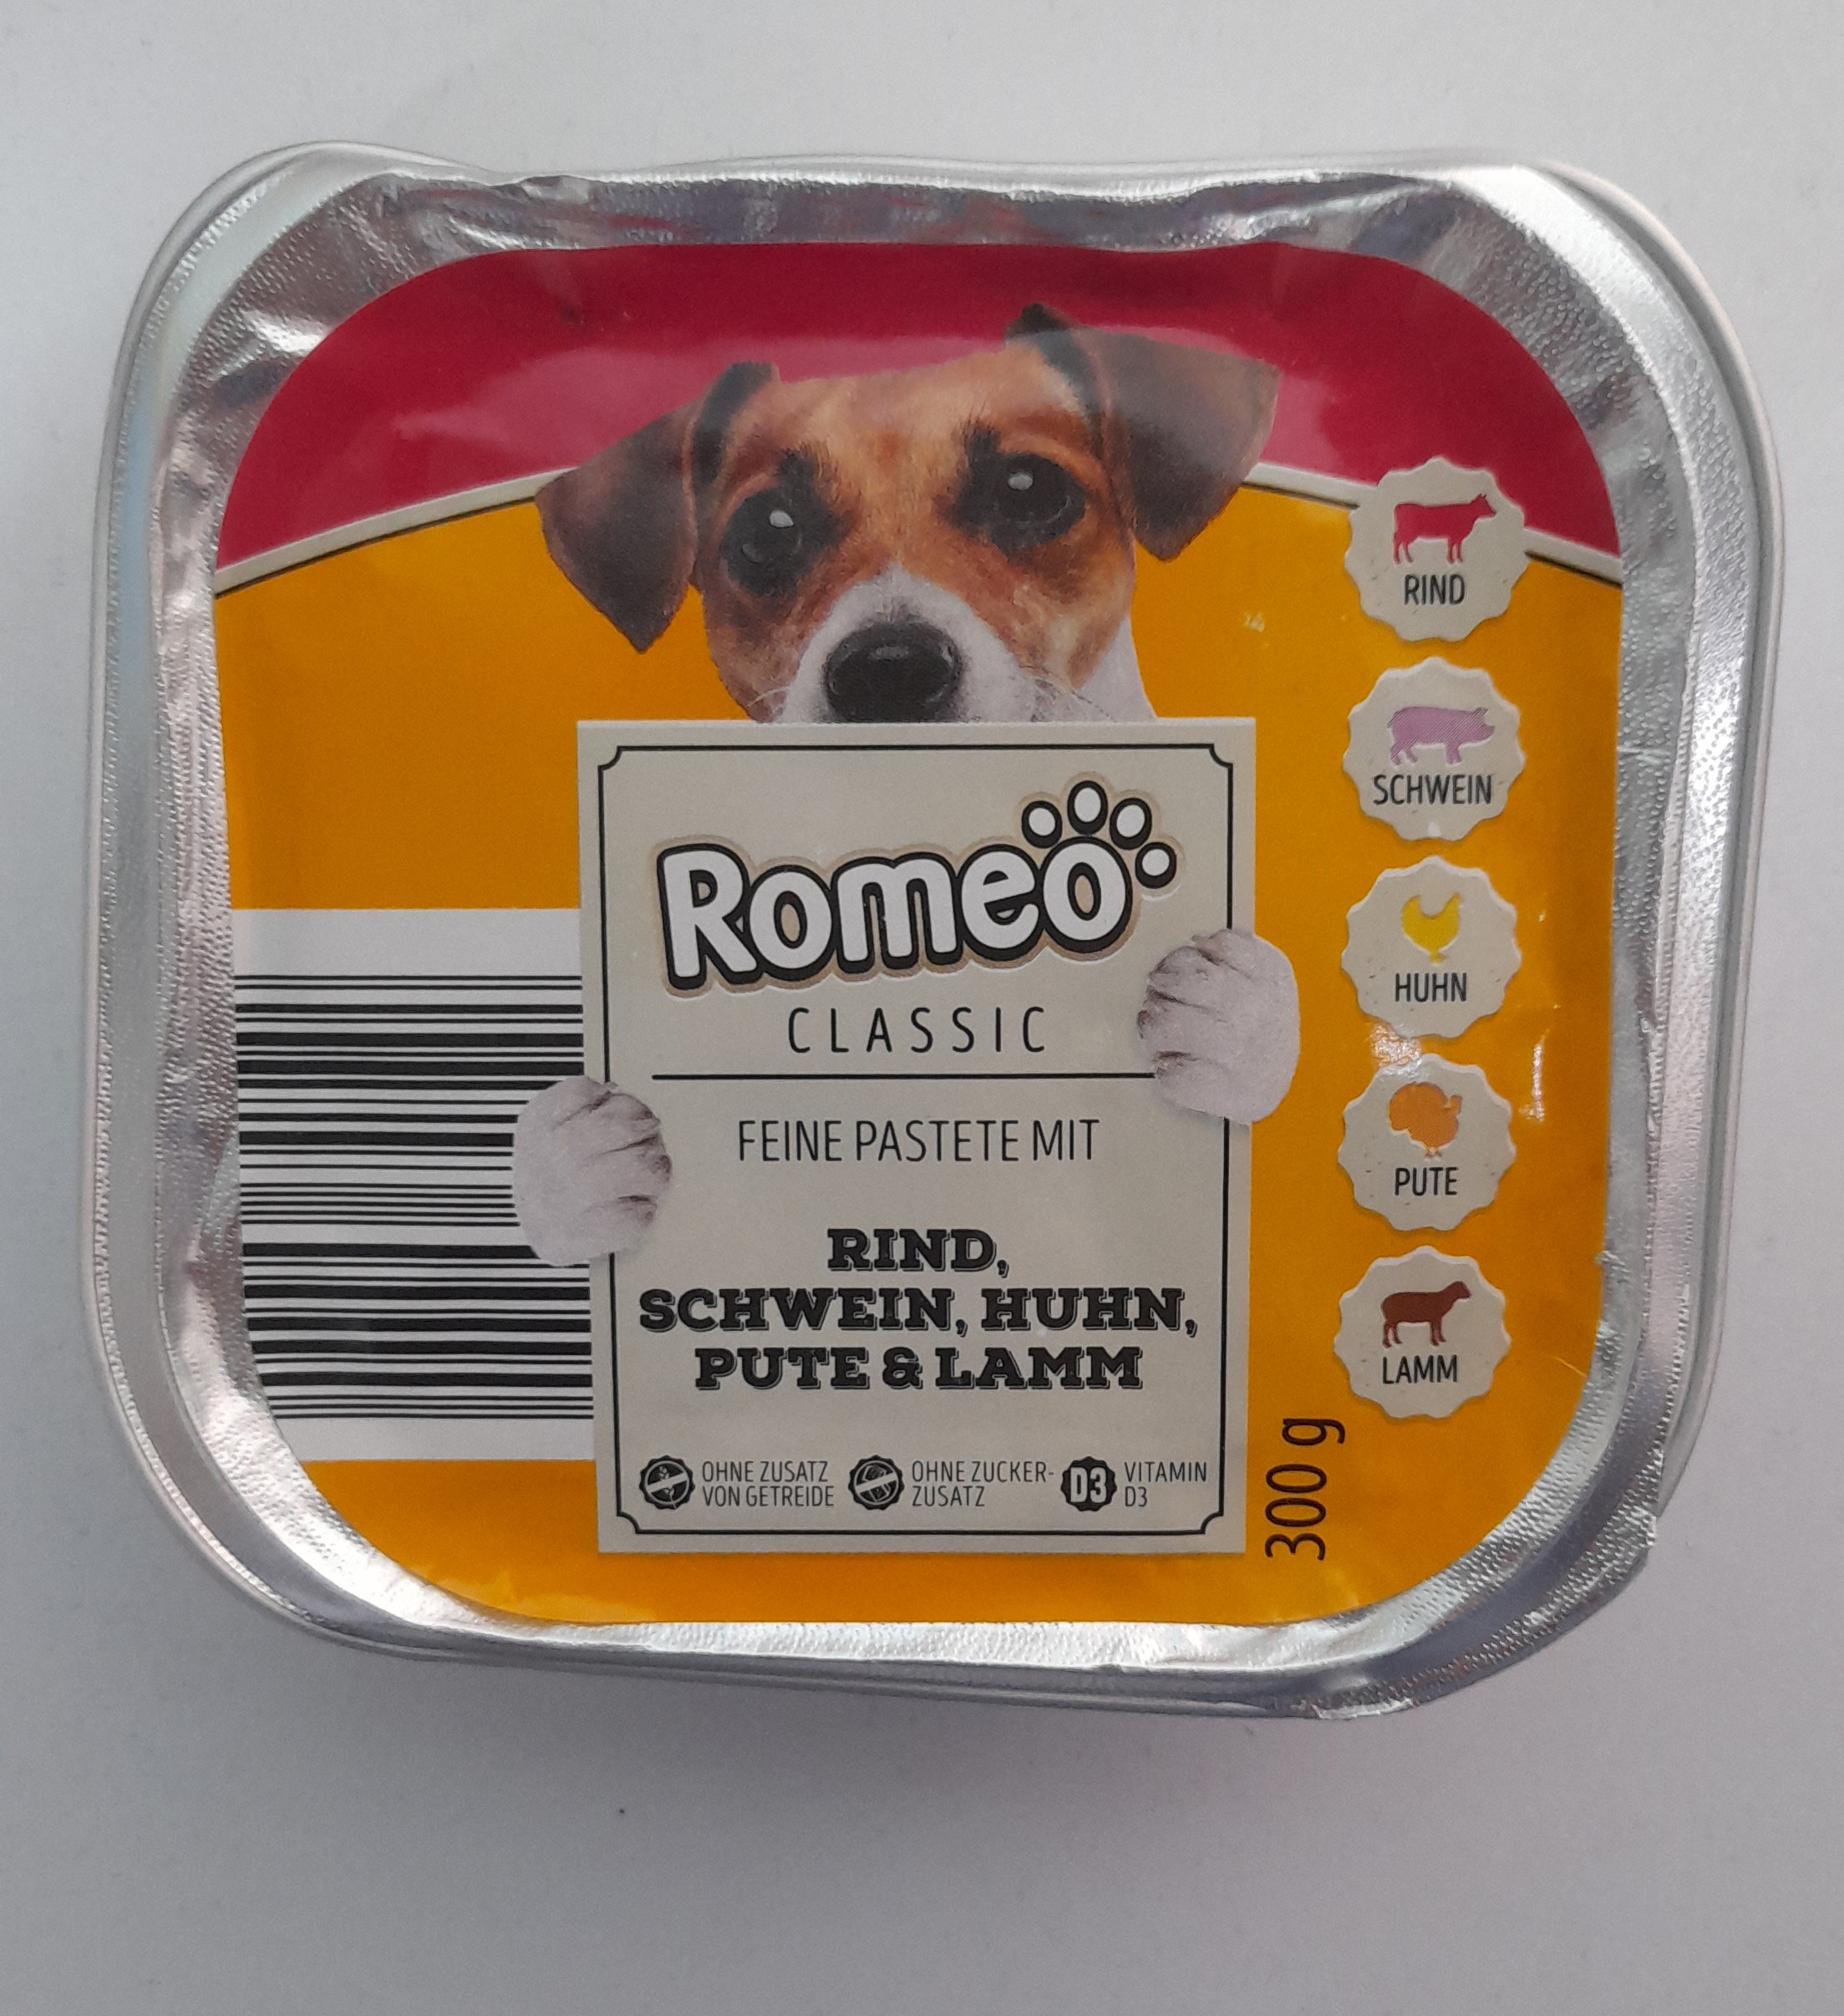 Romeo
CLASSIC
FEINE PASTETE MIT
RIND,
SCHWEIN, HUHN,
PUTE & LAMM
OHNE ZUSATZ
VON GETREIDE
OHNE ZUCKER-
ZUSATZ
D3
VITAMIN
D3
300 g
RIND
SCHWEIN
HUHN
PUTE
LAMM